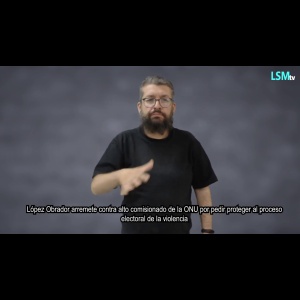 LSMtv
López Obrador arremete contra alto comisionado de la ONU por pedir proteger al proceso
electoral de la violencia